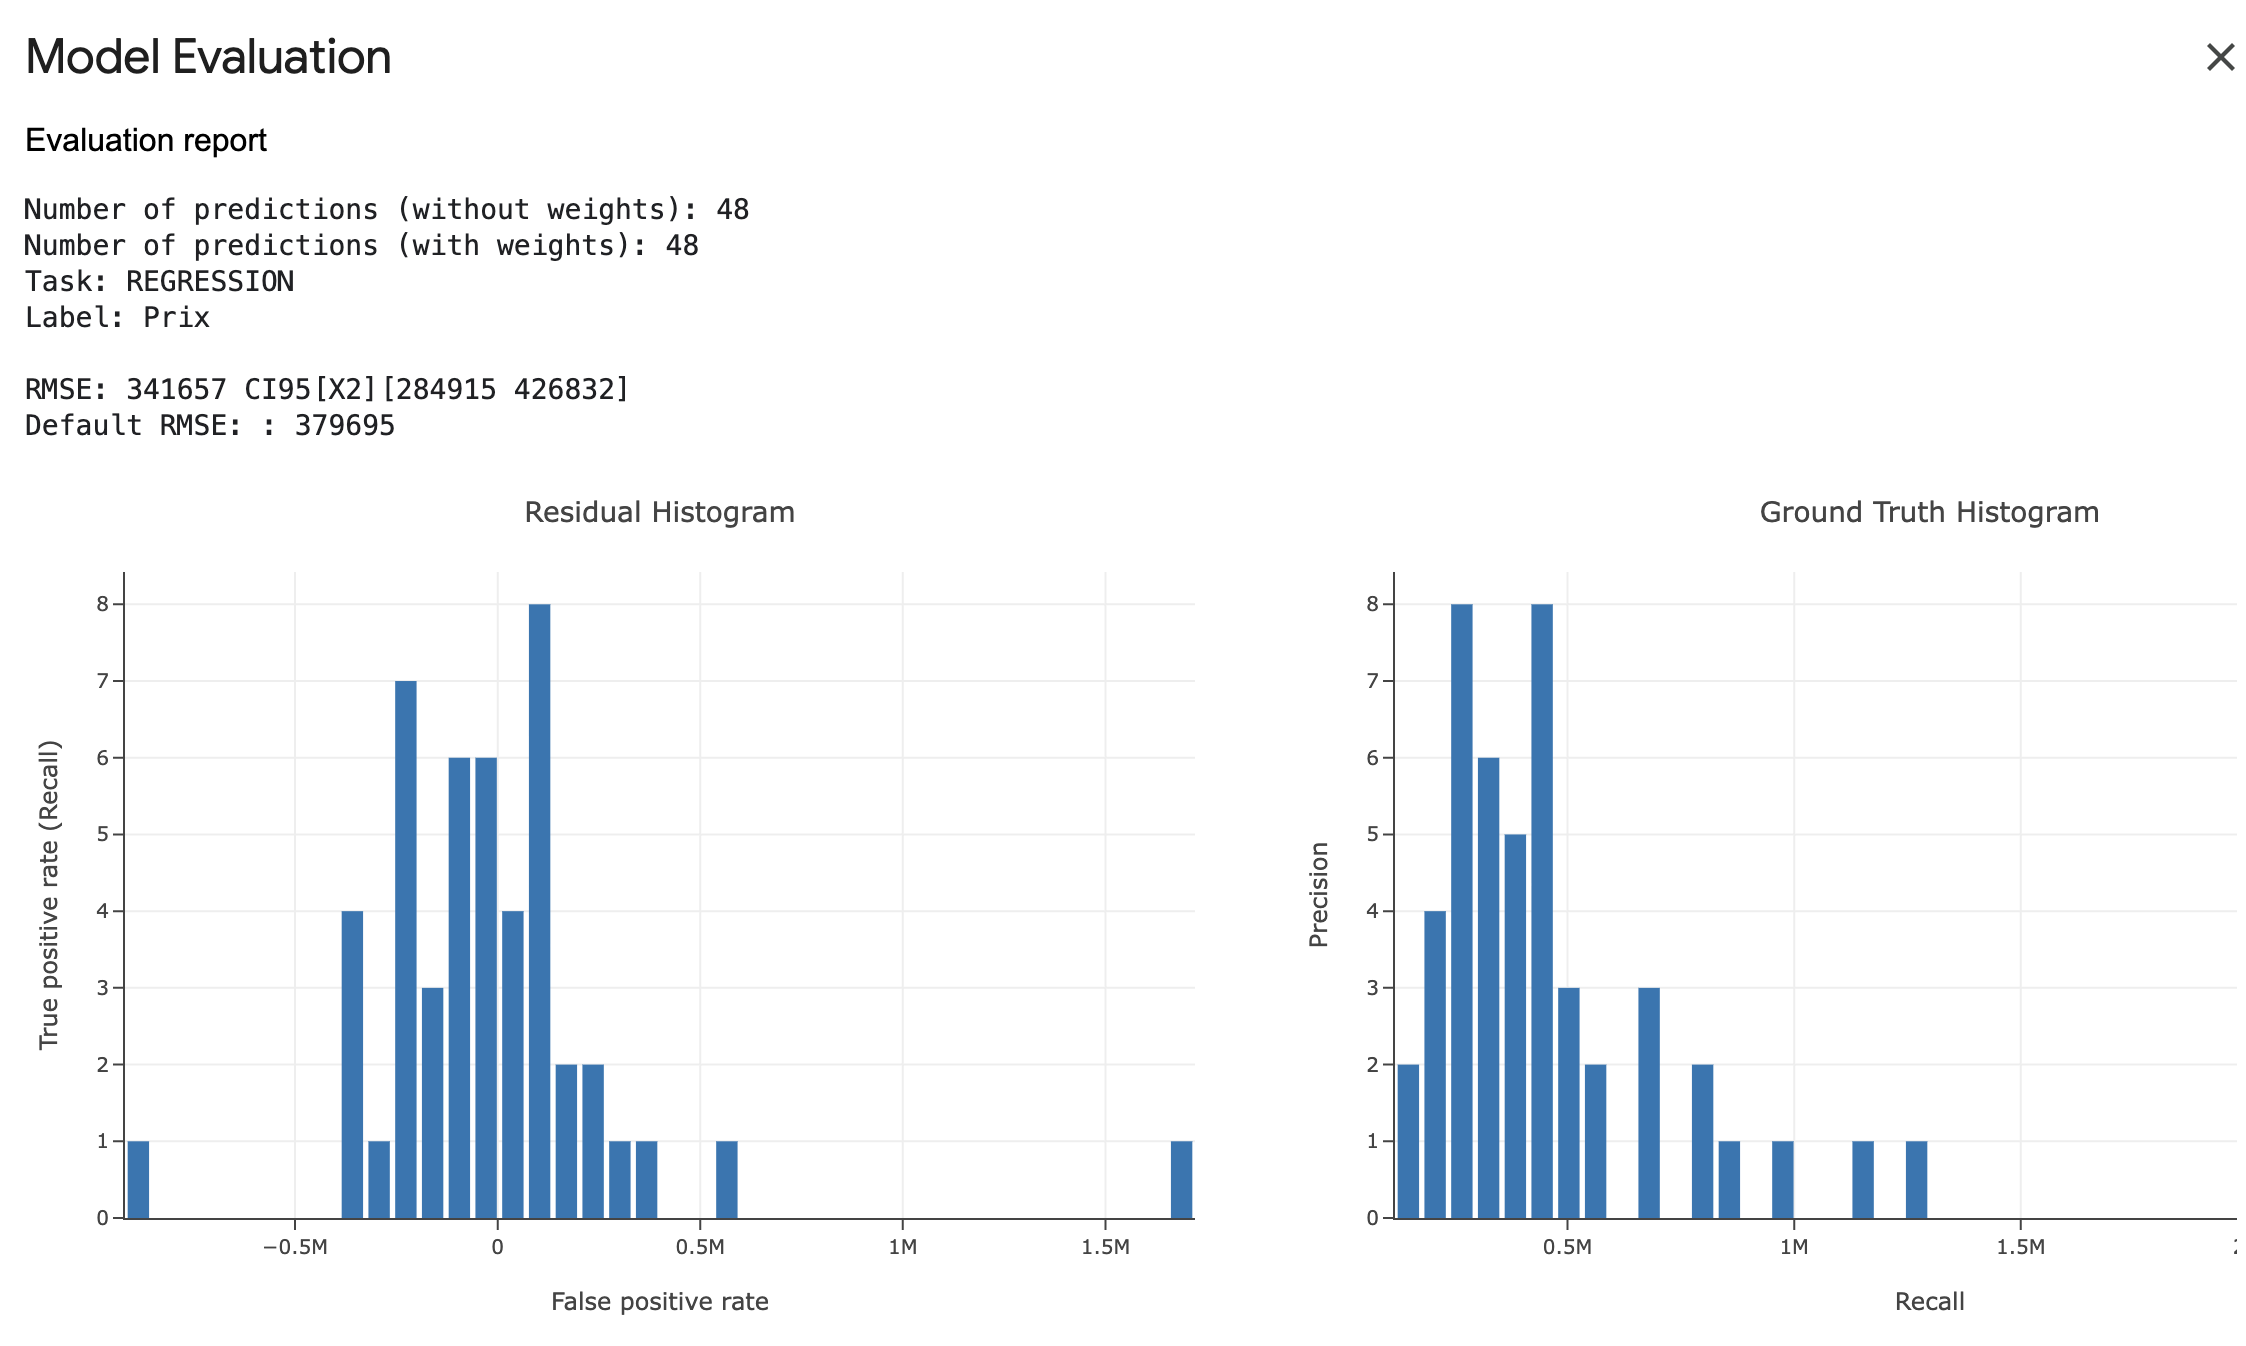 Model Evaluation
Evaluation report
Number of predictions (without weights): 48
Number of predictions (with weights): 48
Task: REGRESSION
Label: Prix
RMSE: 341657 CI95[X2][284915 426832]
Default RMSE: : 379695
Residual Histogram
8
7
6
5
4
3
2
1
0
True positive rate (Recall)
−0.5M
0
0.5M
1M
1.5M
False positive rate
Ground Truth Histogram
8
7
6
5
4
3
2
1
0
Precision
0.5M
1M
1.5M
Recall